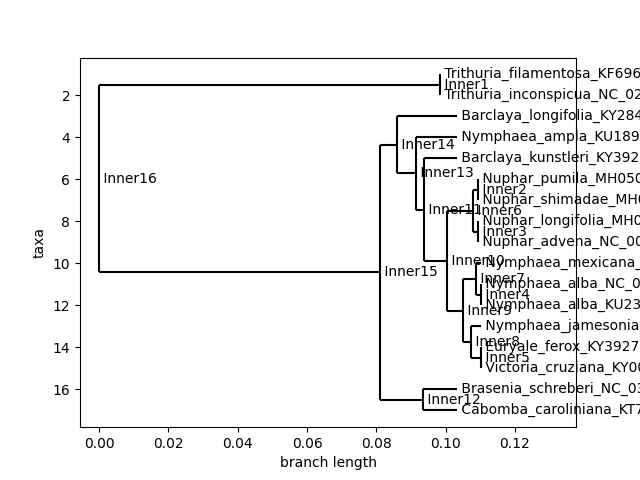 Trithuria_filamentosa_KF696
Inner1
Trithuria_inconspicua_NC_02
Barclaya_longifolia_KY284
Nymphaea_ampla_KU189
Inner14
Barclaya_kunstleri_KY392
Inner13
Nuphar_pumila_MH050
Inner2
Nuphar_shimadae_MH0
Inner16
Inner11
Inner6
Nuphar_longifolia_MH0
Inner3
Nuphar_advena_NC_00
Inner10
Nymphaea_mexicana_
Inner15
Inner7
Nymphaea_alba_NC_0
Inner4
Nymphaea_alba_KU23
Inner9
Nymphaea_jamesonia
Inner8
Euryale_ferox_KY3927
Inner5
Victoria_cruziana_KY00
Brasenia_schreberi_NC_03
Inner12
Cabomba_caroliniana_KT7
2
4
6
8
10
12
14
16
taxa
0.00 0.02 0.04 0.06 0.08 0.10 0.12
branch length